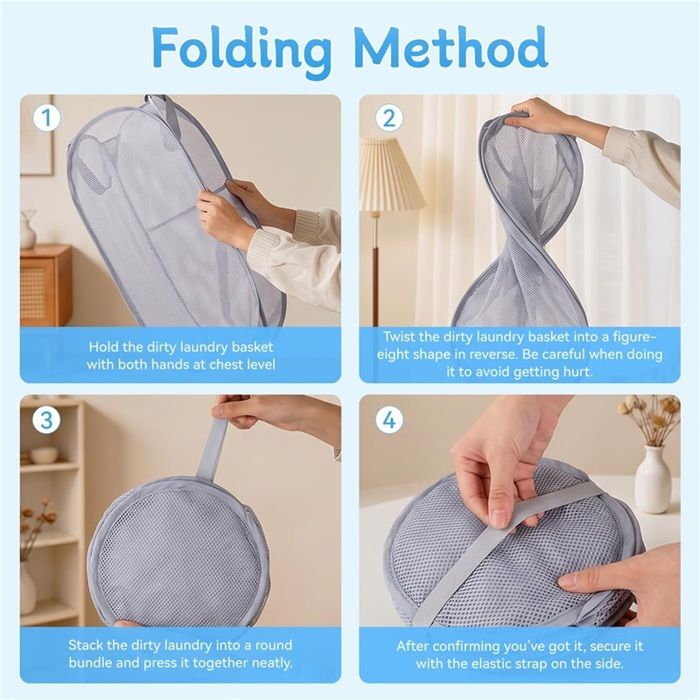 Folding Method
1
Hold the dirty laundry basket
with both hands at chest level
2
Twist the dirty laundry basket into a figure-
eight shape in reverse. Be careful when doing
it to avoid getting hurt.
3
Stack the dirty laundry into a round
bundle and press it together neatly.
4
After confirming you've got it, secure it
with the elastic strap on the side.